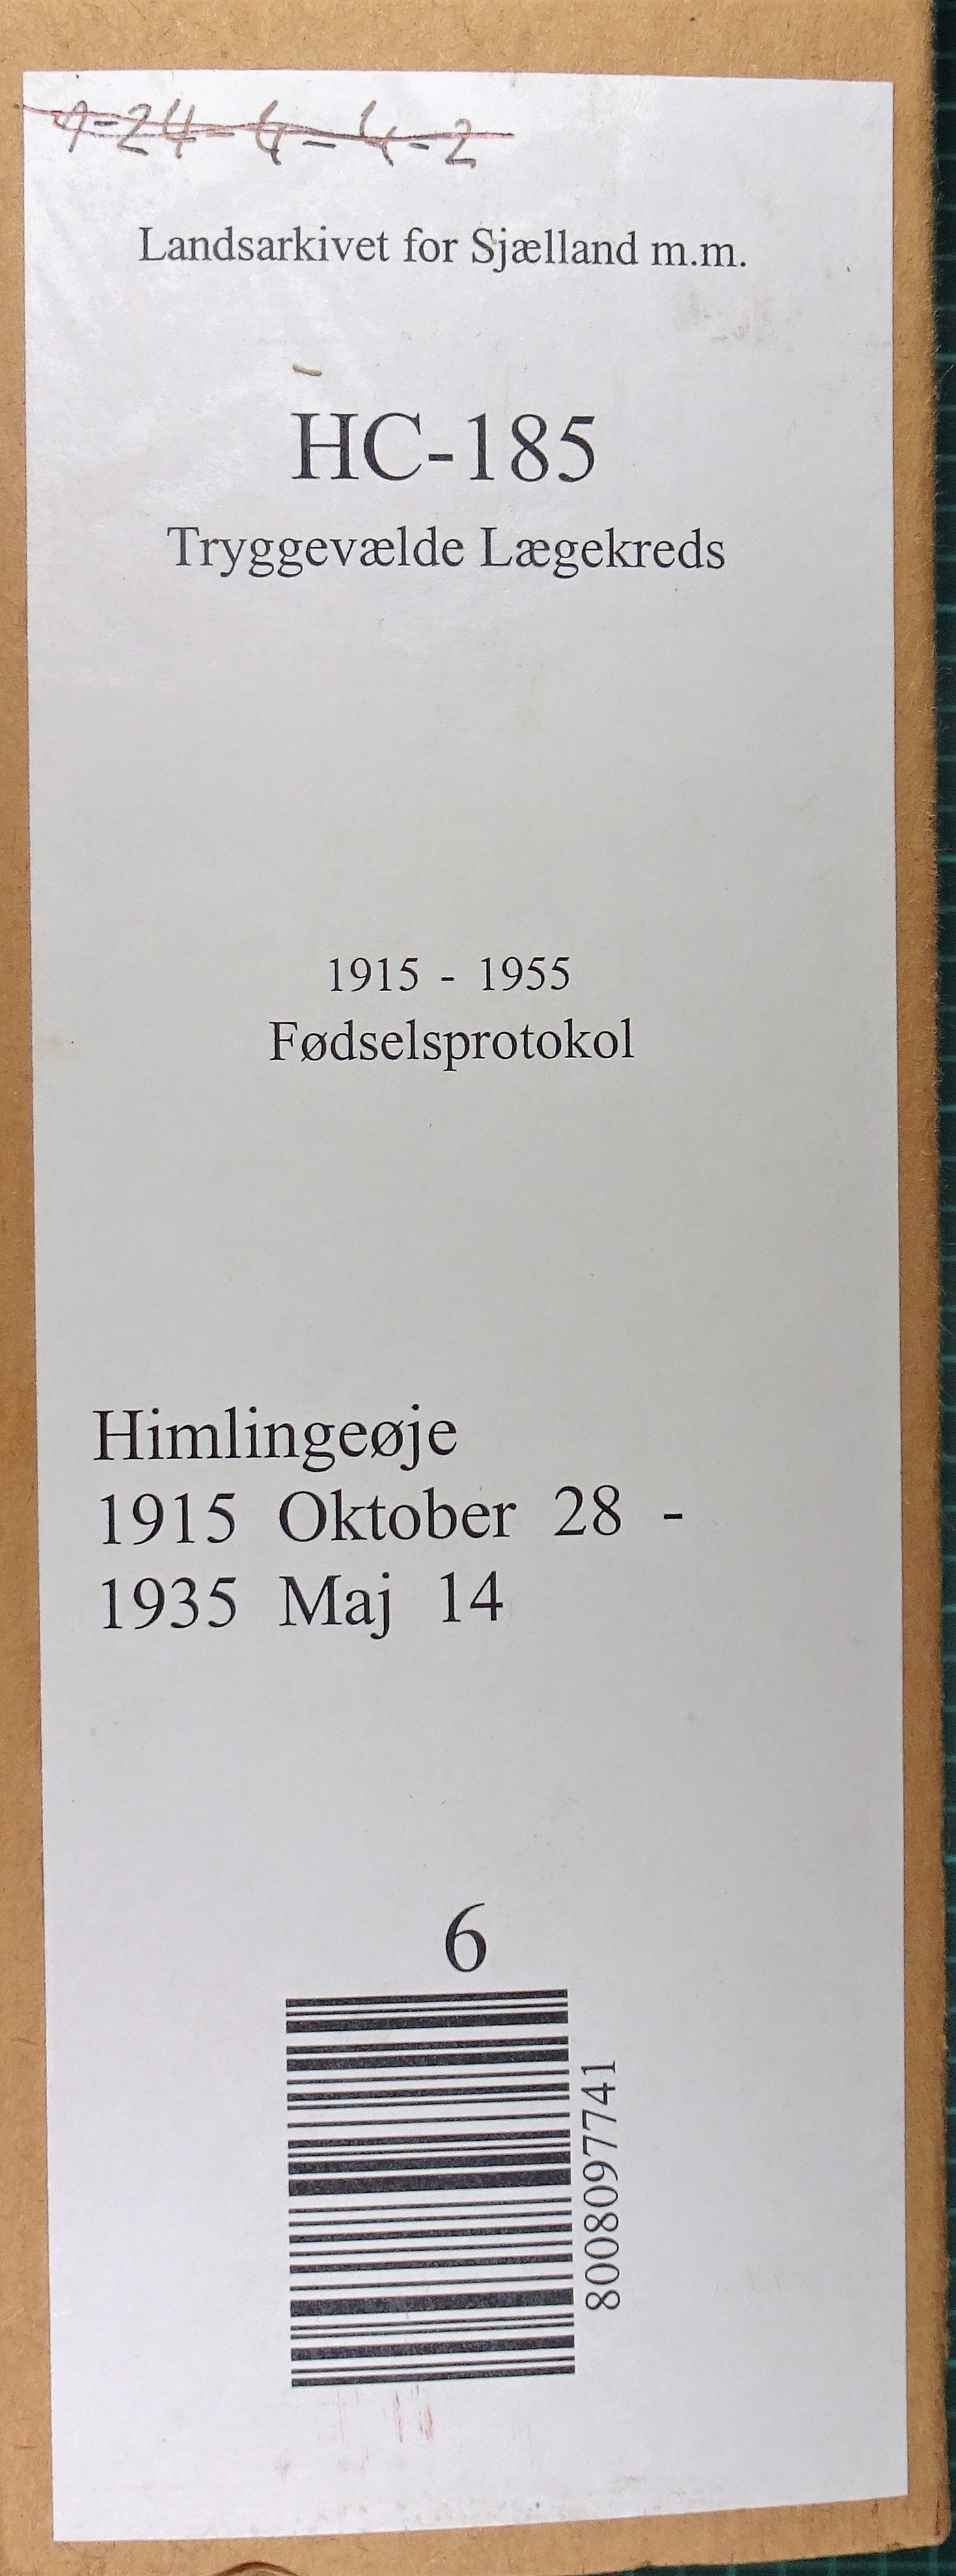 9-24-4-4-2
Landsarkivet for Sjælland m.m.
HC-185
Tryggevælde Lægekreds
1915 - 1955
Fødselsprotokol
Himlingeøje
1915 Oktober 28 -
1935 Maj 14
6
8008097741